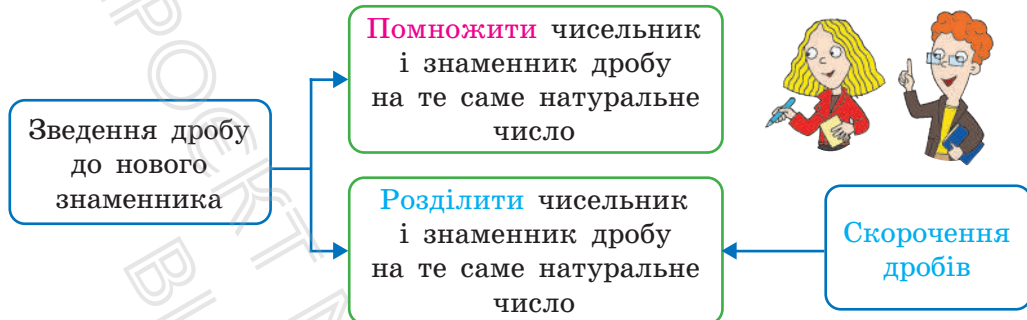 Помножити чисельник
і знаменник дробу
на те саме натуральне
число
Зведення дробу
до нового
знаменника
Розділити чисельник
і знаменник дробу
на те саме натуральне
число
Скорочення
дробів